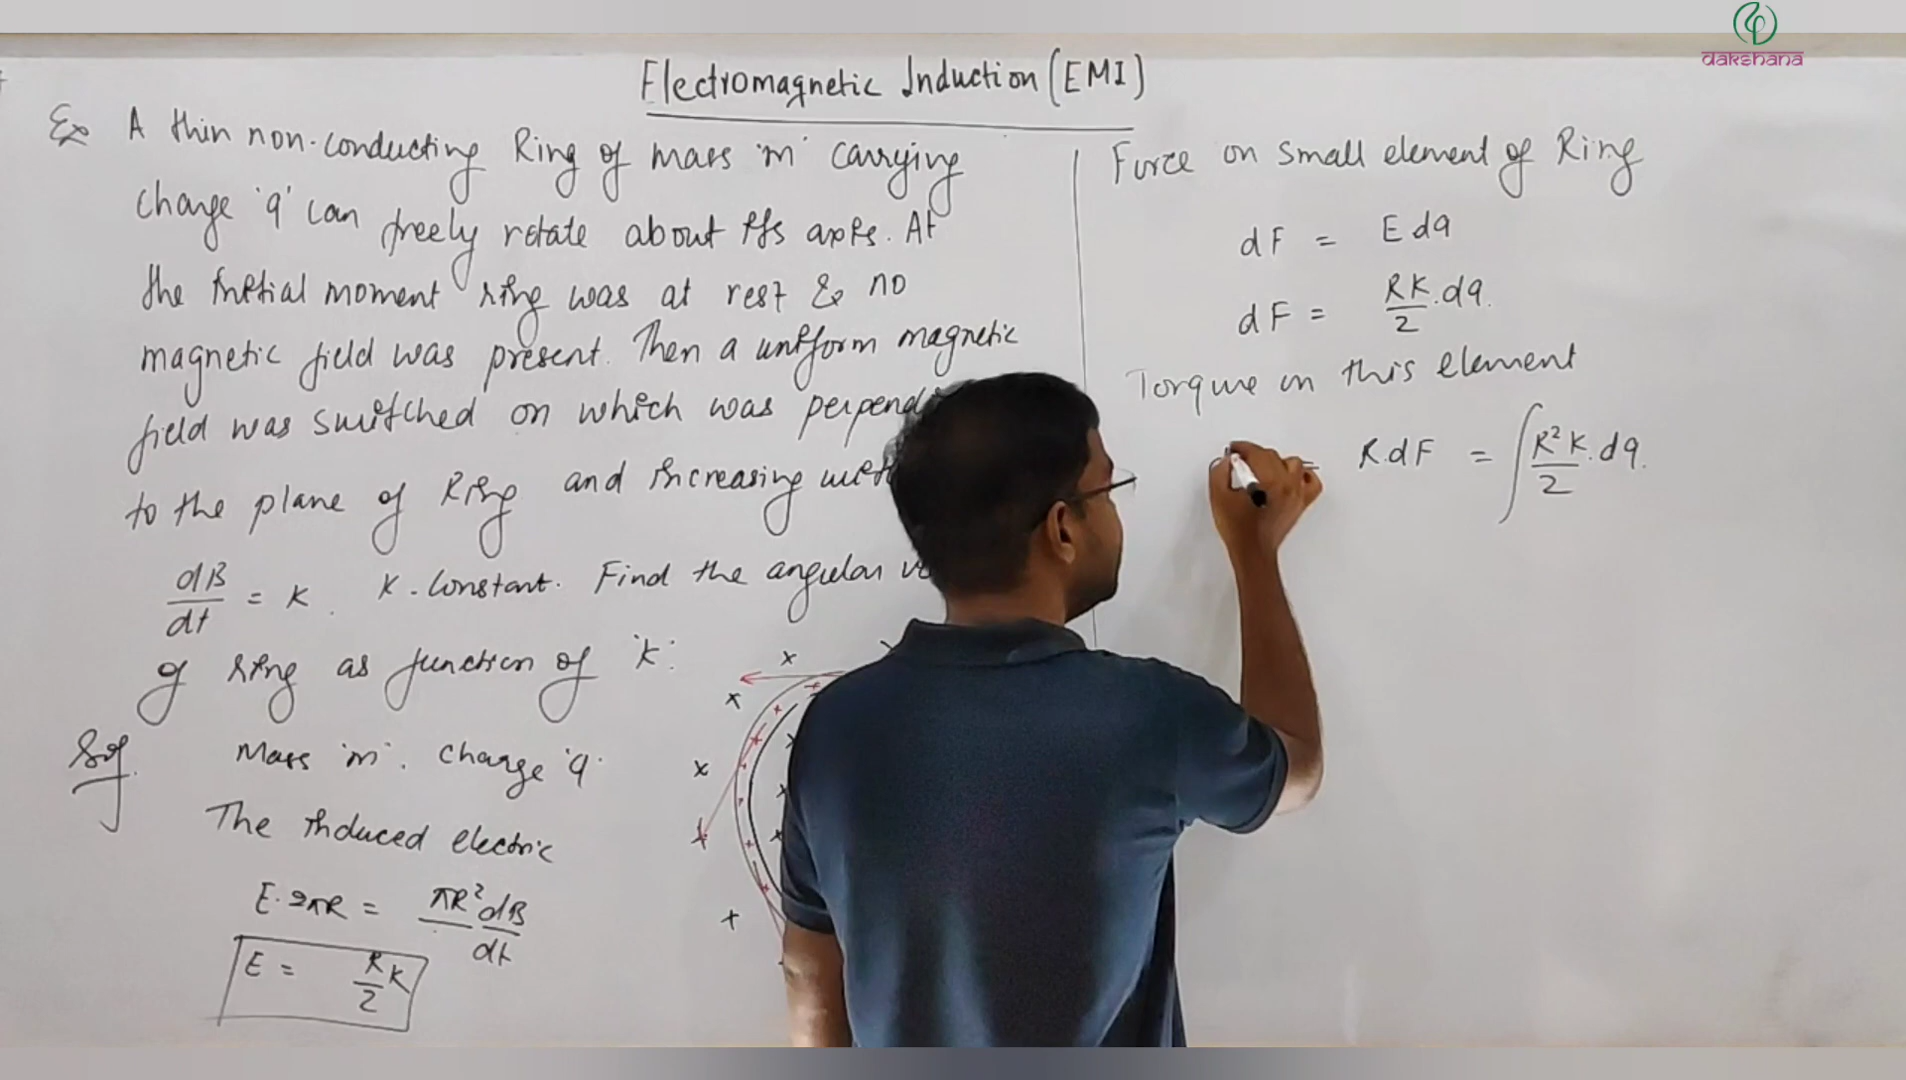 dakshana
Electromagnetic Induction (EMI)
Ex A thin non-conducting Ring of mass 'm' carrying
charge 'q' can freely rotate about its axis. At
the initial moment ring was at rest & no
magnetic field was present. Then a uniform magnetic
field was switched on which was perpend
to the plane of Ring and increasing
dB/dt = K. K - constant. Find the angular
of ring as function of 'k'.
Sol. Mass 'm'. charge 'q'
The induced electric
E. 2πR = πR² dB/dt
E = R/2 K
Force on small element of Ring
dF = E dq
dF = RK/2 . dq.
Torque on this element
= R.dF = ∫ R²K/2 . dq.